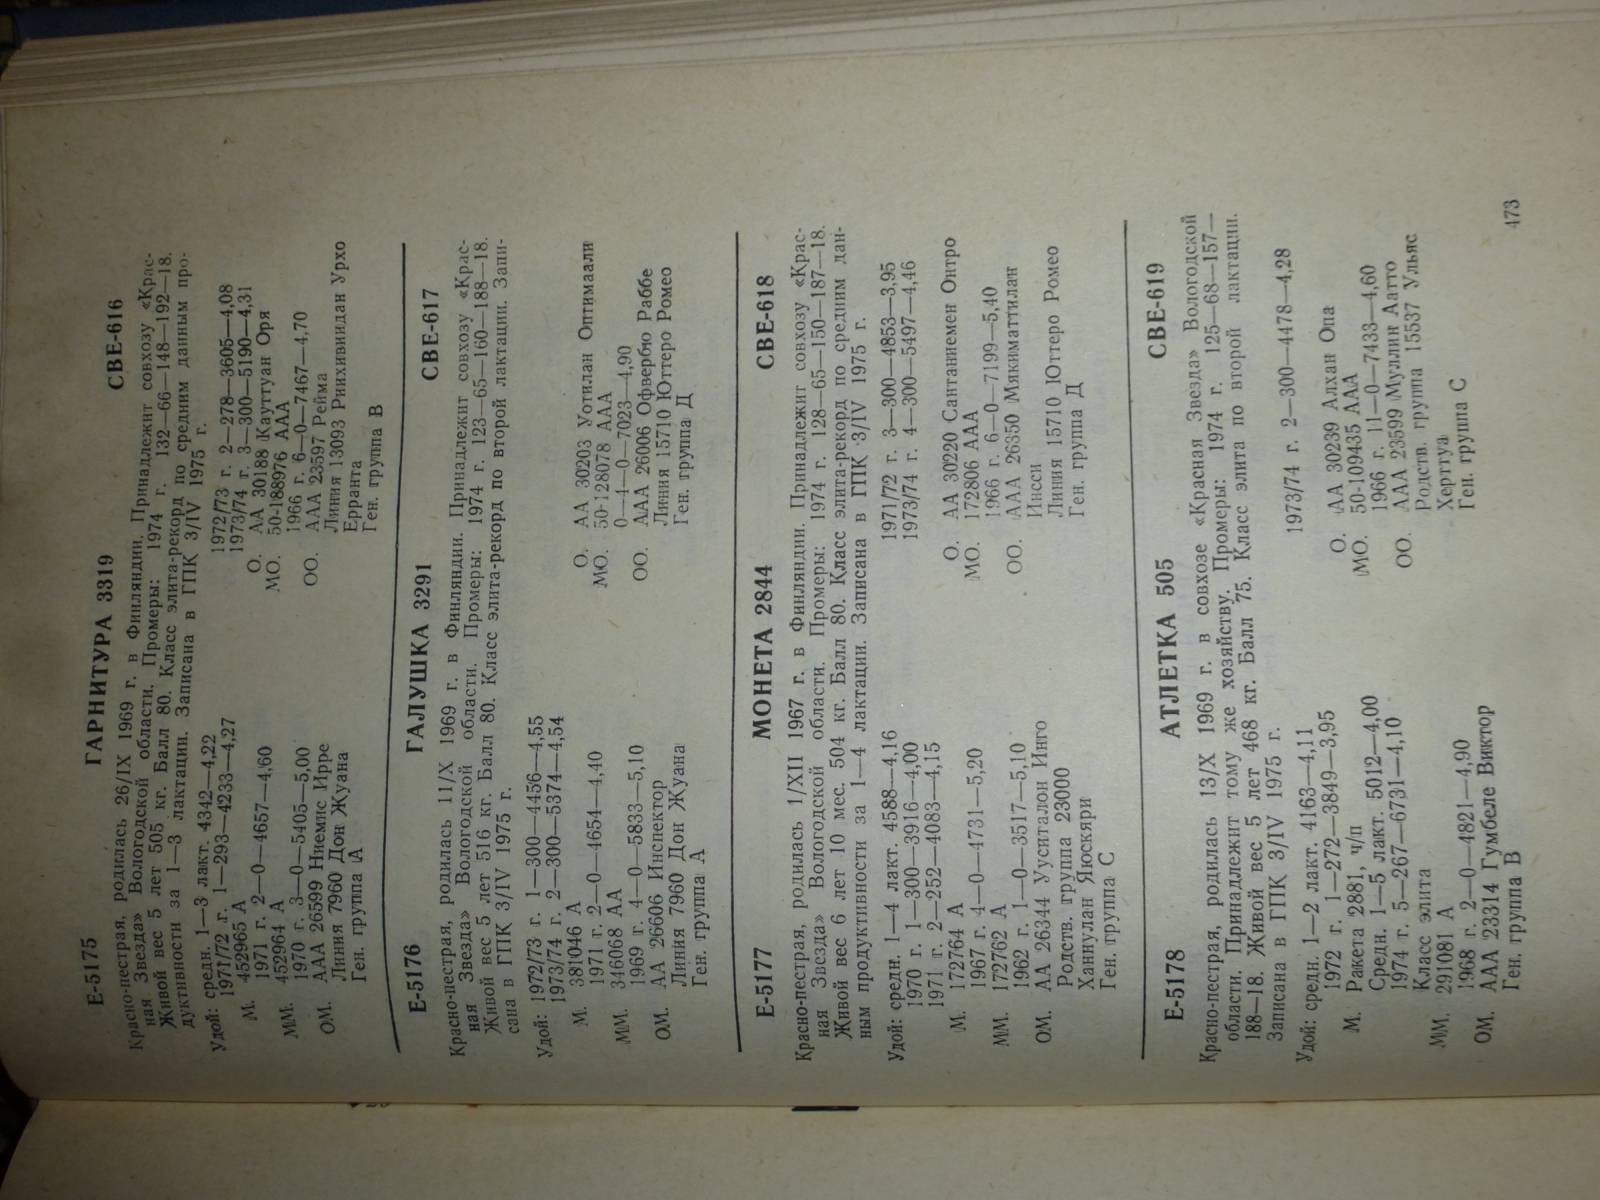 Е-5175 ГАРНИТУРА 3319 СВЕ-616
Красно-пестрая, родилась 26/IX 1969 г. в Финляндии. Принадлежит совхозу «Крас-
ная Звезда» Вологодской области. Промеры: 1974 г. 132—66—148—192—18.
Живой вес 5 лет 505 кг. Балл 80. Класс элита-рекорд по средним данным про-
дуктивности за 1—3 лактации. Записана в ГПК 3/IV 1975 г.
Удой: средн. 1—3 лакт. 4342—4,22
1971/72 г. 1—293—4233—4,27
М. 452965 А
1971 г. 2—0—4657—4,60
ММ. 452964 А
1970 г. 3—0—5405—5,00
ОМ. ААА 26599 Ниемис Ирре
Линия 7960 Дон Жуана
Ген. группа А
1972/73 г. 2—278—3605—4,08
1973/74 г. 3—300—5190—4,31
О. АА 30188 Кауттуан Оря
МО. 50-188976 ААА
1966 г. 6—0—7467—4,70
ОО. ААА 23597 Рейма
Линия 13093 Риихивиидан Урхо
Ерранта
Ген. группа В
Е-5176 ГАЛУШКА 3291 СВЕ-617
Красно-пестрая, родилась 11/X 1969 г. в Финляндии. Принадлежит совхозу «Крас-
ная Звезда» Вологодской области. Промеры: 1974 г. 123—65—160—188—18.
Живой вес 5 лет 516 кг. Балл 80. Класс элита-рекорд по второй лактации. Запи-
сана в ГПК 3/IV 1975 г.
Удой: 1972/73 г. 1—300—4456—4,55
1973/74 г. 2—300—5374—4,54
М. 381046 А
1971 г. 2—0—4654—4,40
ММ. 346068 АА
1969 г. 4—0—5833—5,10
ОМ. АА 26606 Инспектор
Линия 7960 Дон Жуана
Ген. группа А
О. АА 30203 Уотилан Оптимаали
МО. 50-128078 ААА
0—4—0—7023—4,90
ОО. ААА 26006 Офвербю Раббе
Линия 15710 Юттеро Ромео
Ген. группа Д
Е-5177 МОНЕТА 2844 СВЕ-618
Красно-пестрая, родилась 1/XII 1967 г. в Финляндии. Принадлежит совхозу «Крас-
ная Звезда» Вологодской области. Промеры: 1974 г. 128—65—150—187—18.
Живой вес 6 лет 10 мес. 504 кг. Балл 80. Класс элита-рекорд по средним дан-
ным продуктивности за 1—4 лактации. Записана в ГПК 3/IV 1975 г.
Удой: средн. 1—4 лакт. 4588—4,16
1970 г. 1—300—3916—4,00
1971 г. 2—252—4083—4,15
М. 172764 А
1967 г. 4—0—4731—5,20
ММ. 172762 А
1962 г. 1—0—3517—5,10
ОМ. АА 26344 Ууситалон Инго
Родств. группа 23000
Ханнулан Яюскяри
Ген. группа С
1971/72 г. 3—300—4853—3,95
1973/74 г. 4—300—5497—4,46
О. АА 30220 Сантаниемен Онтро
МО. 172806 ААА
1966 г. 6—0—7199—5,40
ОО. ААА 26350 Мякиматтилан
Нисси
Линия 15710 Юттеро Ромео
Ген. группа Д
Е-5178 АТЛЕТКА 505 СВЕ-619
Красно-пестрая, родилась 13/X 1969 г. в совхозе «Красная Звезда» Вологодской
области. Принадлежит тому же хозяйству. Промеры: 1974 г. 125—68—157—
188—18. Живой вес 5 лет 468 кг. Балл 75. Класс элита по второй лактации.
Записана в ГПК 3/IV 1975 г.
Удой: средн. 1—2 лакт. 4163—4,11
1972 г. 1—272—3849—3,95
М. Ракета 2881, ч/п
Средн. 1—5 лакт. 5012—4,00
1974 г. 5—267—6731—4,10
Класс элита
ММ. 291081 А
1968 г. 2—0—4821—4,90
ОМ. ААА 23314 Гумбеле Виктор
Ген. группа В
1973/74 г. 2—300—4478—4,28
О. АА 30239 Алхан Опа
МО. 50-109435 ААА
1966 г. 11—0—7433—4,60
ОО. ААА 23599 Муллин Аатто
Родств. группа 15537 Ульяс
Херттуа
Ген. группа С
473